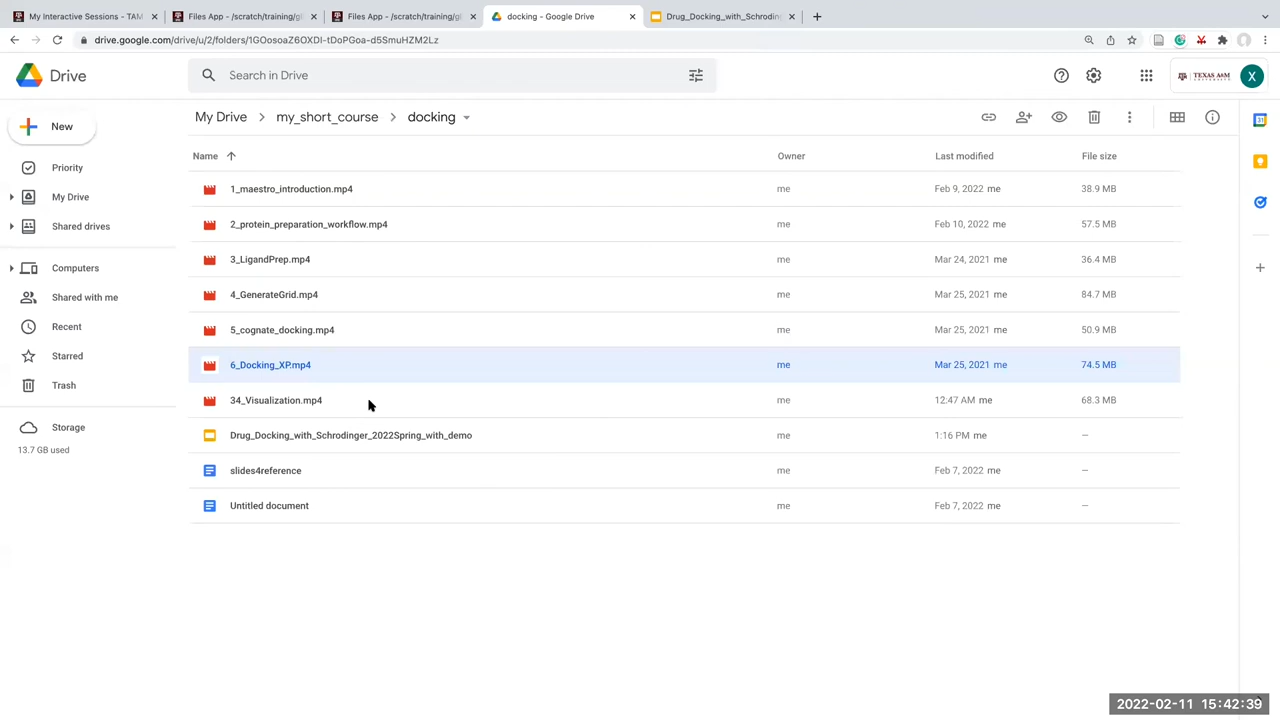 My Interactive Sessions - TAM
Files App - /scratch/training/gl
Files App - /scratch/training/gl
docking - Google Drive
Drug_Docking_with_Schroding
drive.google.com/drive/u/2/folders/1GOosoaZ6OXDI-tDoPGoa-d5SmuHZM2Lz
Drive
Search in Drive
TEXAS A&M
X
New
My Drive > my_short_course > docking
Name
Owner
Last modified
File size
Priority
My Drive
Shared drives
Computers
Shared with me
Recent
Starred
Trash
Storage
13.7 GB used
1_maestro_introduction.mp4 me Feb 9, 2022 me 38.9 MB
2_protein_preparation_workflow.mp4 me Feb 10, 2022 me 57.5 MB
3_LigandPrep.mp4 me Mar 24, 2021 me 36.4 MB
4_GenerateGrid.mp4 me Mar 25, 2021 me 84.7 MB
5_cognate_docking.mp4 me Mar 25, 2021 me 50.9 MB
6_Docking_XP.mp4 me Mar 25, 2021 me 74.5 MB
34_Visualization.mp4 me 12:47 AM me 68.3 MB
Drug_Docking_with_Schrodinger_2022Spring_with_demo me 1:16 PM me –
slides4reference me Feb 7, 2022 me –
Untitled document me Feb 7, 2022 me –
2022-02-11 15:42:39